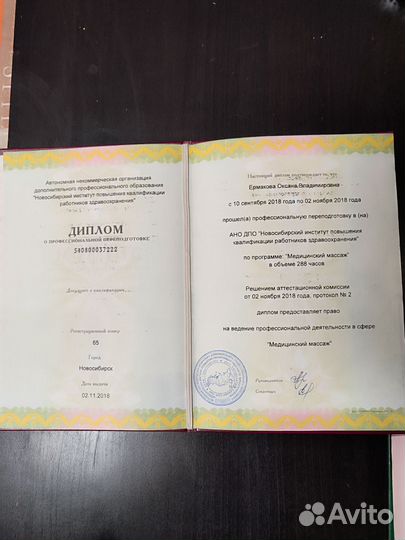 Автономная некоммерческая организация
дополнительного профессионального образования
"Новосибирский институт повышения квалификации
работников здравоохранения"
ДИПЛОМ
О ПРОФЕССИОНАЛЬНОЙ ПЕРЕПОДГОТОВКЕ
540800037222
Документ о квалификации
Регистрационный номер
65
Город
Новосибирск
Дата выдачи
02.11.2018
Настоящий диплом подтверждает, что
Ермакова Оксана Владимировна
с 10 сентября 2018 года по 02 ноября 2018 года
прошел(а) профессиональную переподготовку в (на)
АНО ДПО "Новосибирский институт повышения
квалификации работников здравоохранения"
по программе: "Медицинский массаж"
в объеме 288 часов
Решением аттестационной комиссии
от 02 ноября 2018 года, протокол № 2
диплом предоставляет право
на ведение профессиональной деятельности в сфере
"Медицинский массаж"
Руководитель
Секретарь
Avito